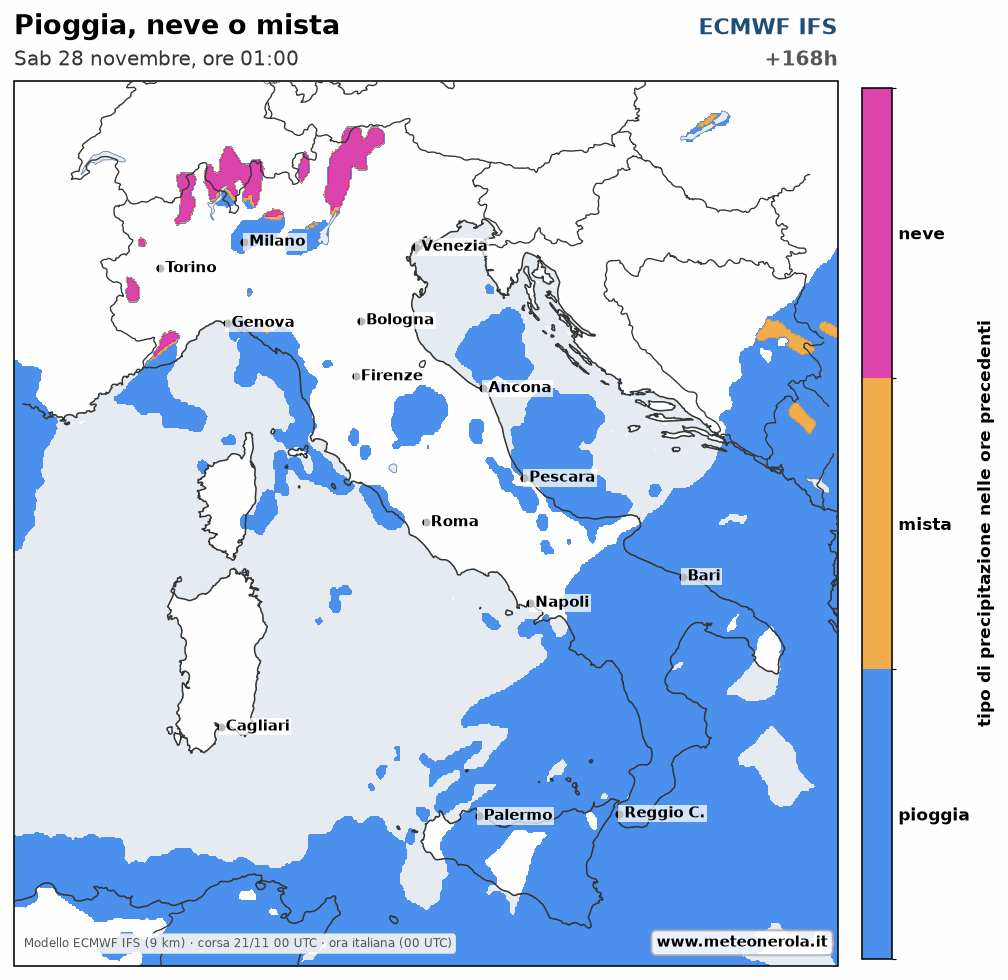 Pioggia, neve o mista
ECMWF IFS
Sab 28 novembre, ore 01:00
+168h
neve
mista
pioggia
tipo di precipitazione nelle ore precedenti
Milano
Venezia
Torino
Genova
Bologna
Firenze
Ancona
Pescara
Roma
Bari
Napoli
Cagliari
Palermo
Reggio C.
Modello ECMWF IFS (9 km) · corsa 21/11 00 UTC · ora italiana (00 UTC)
www.meteonerola.it